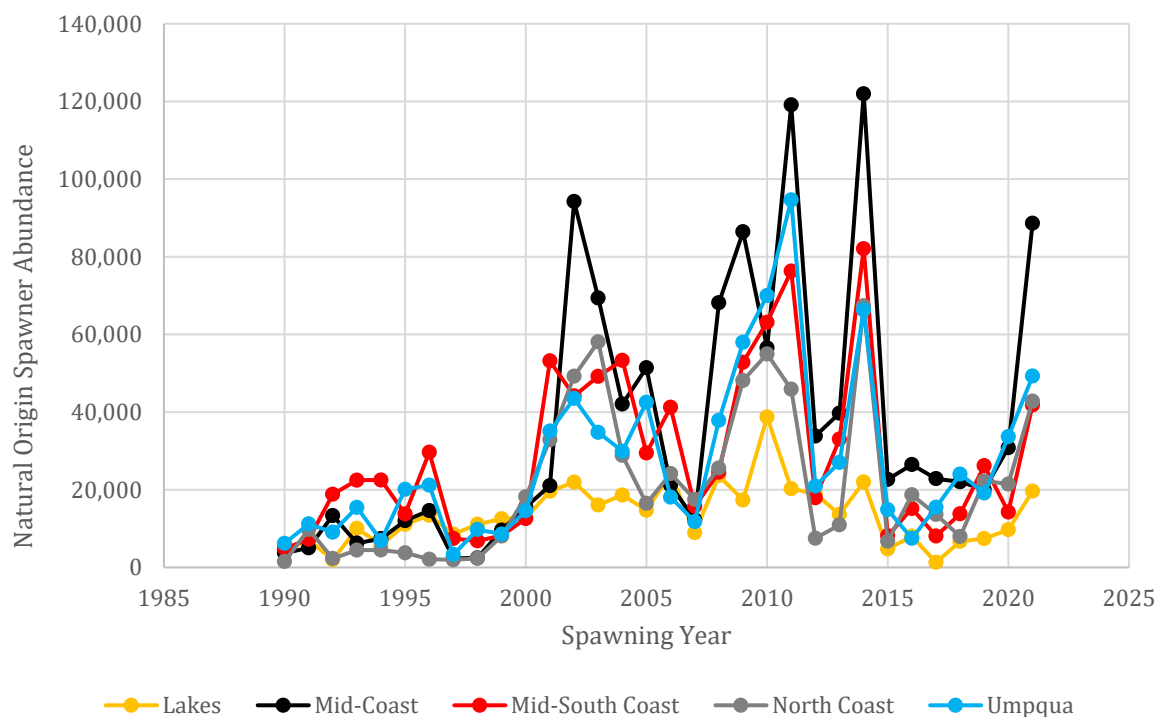 140,000
120,000
100,000
80,000
60,000
40,000
20,000
0
Natural Origin Spawner Abundance
1985 1990 1995 2000 2005 2010 2015 2020 2025
Spawning Year
Lakes Mid-Coast Mid-South Coast North Coast Umpqua